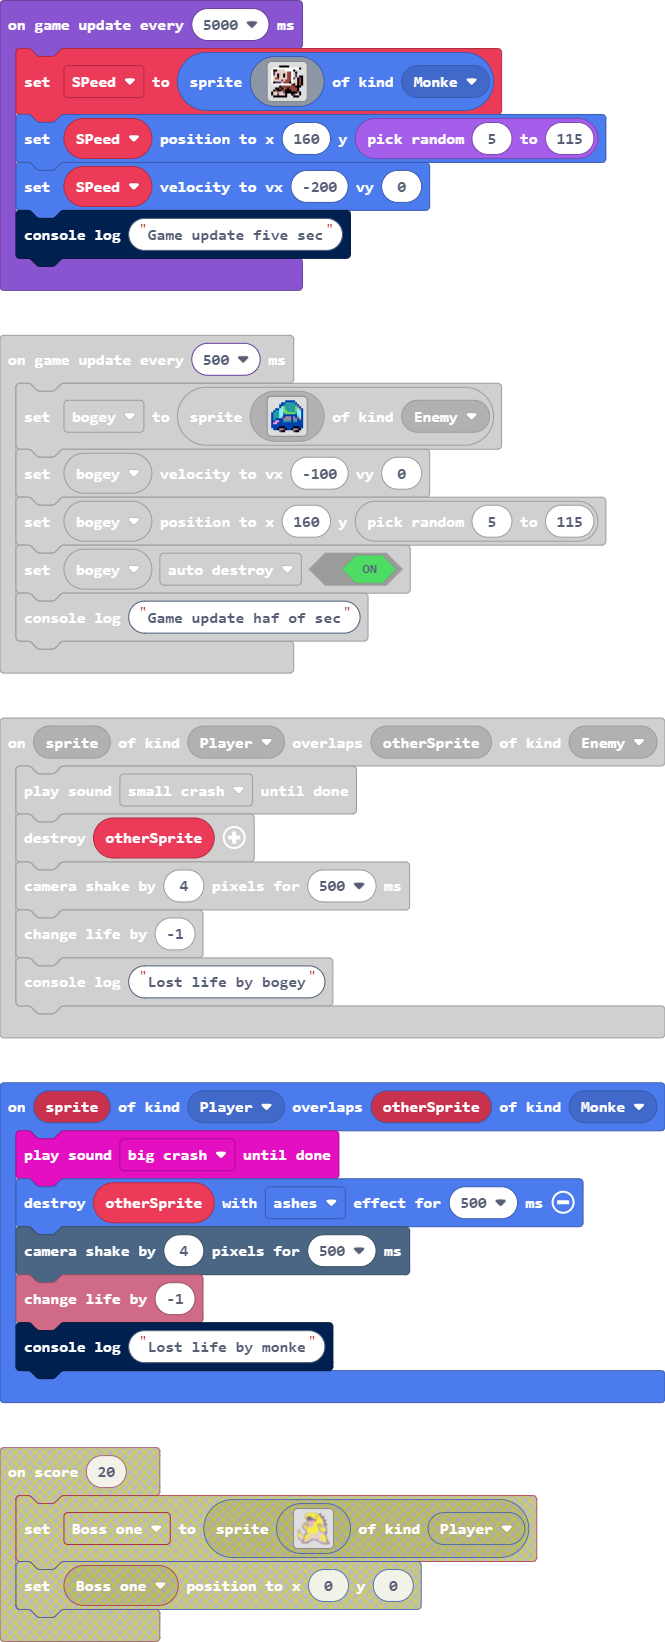 on game update every 5000 ms
set SPeed to sprite of kind Monke
set SPeed position to x 160 y pick random 5 to 115
set SPeed velocity to vx -200 vy 0
console log "Game update five sec"
on game update every 500 ms
set bogey to sprite of kind Enemy
set bogey velocity to vx -100 vy 0
set bogey position to x 160 y pick random 5 to 115
set bogey auto destroy ON
console log "Game update haf of sec"
on sprite of kind Player overlaps otherSprite of kind Enemy
play sound small crash until done
destroy otherSprite
camera shake by 4 pixels for 500 ms
change life by -1
console log "Lost life by bogey"
on sprite of kind Player overlaps otherSprite of kind Monke
play sound big crash until done
destroy otherSprite with ashes effect for 500 ms
camera shake by 4 pixels for 500 ms
change life by -1
console log "Lost life by monke"
on score 20
set Boss one to sprite of kind Player
set Boss one position to x 0 y 0